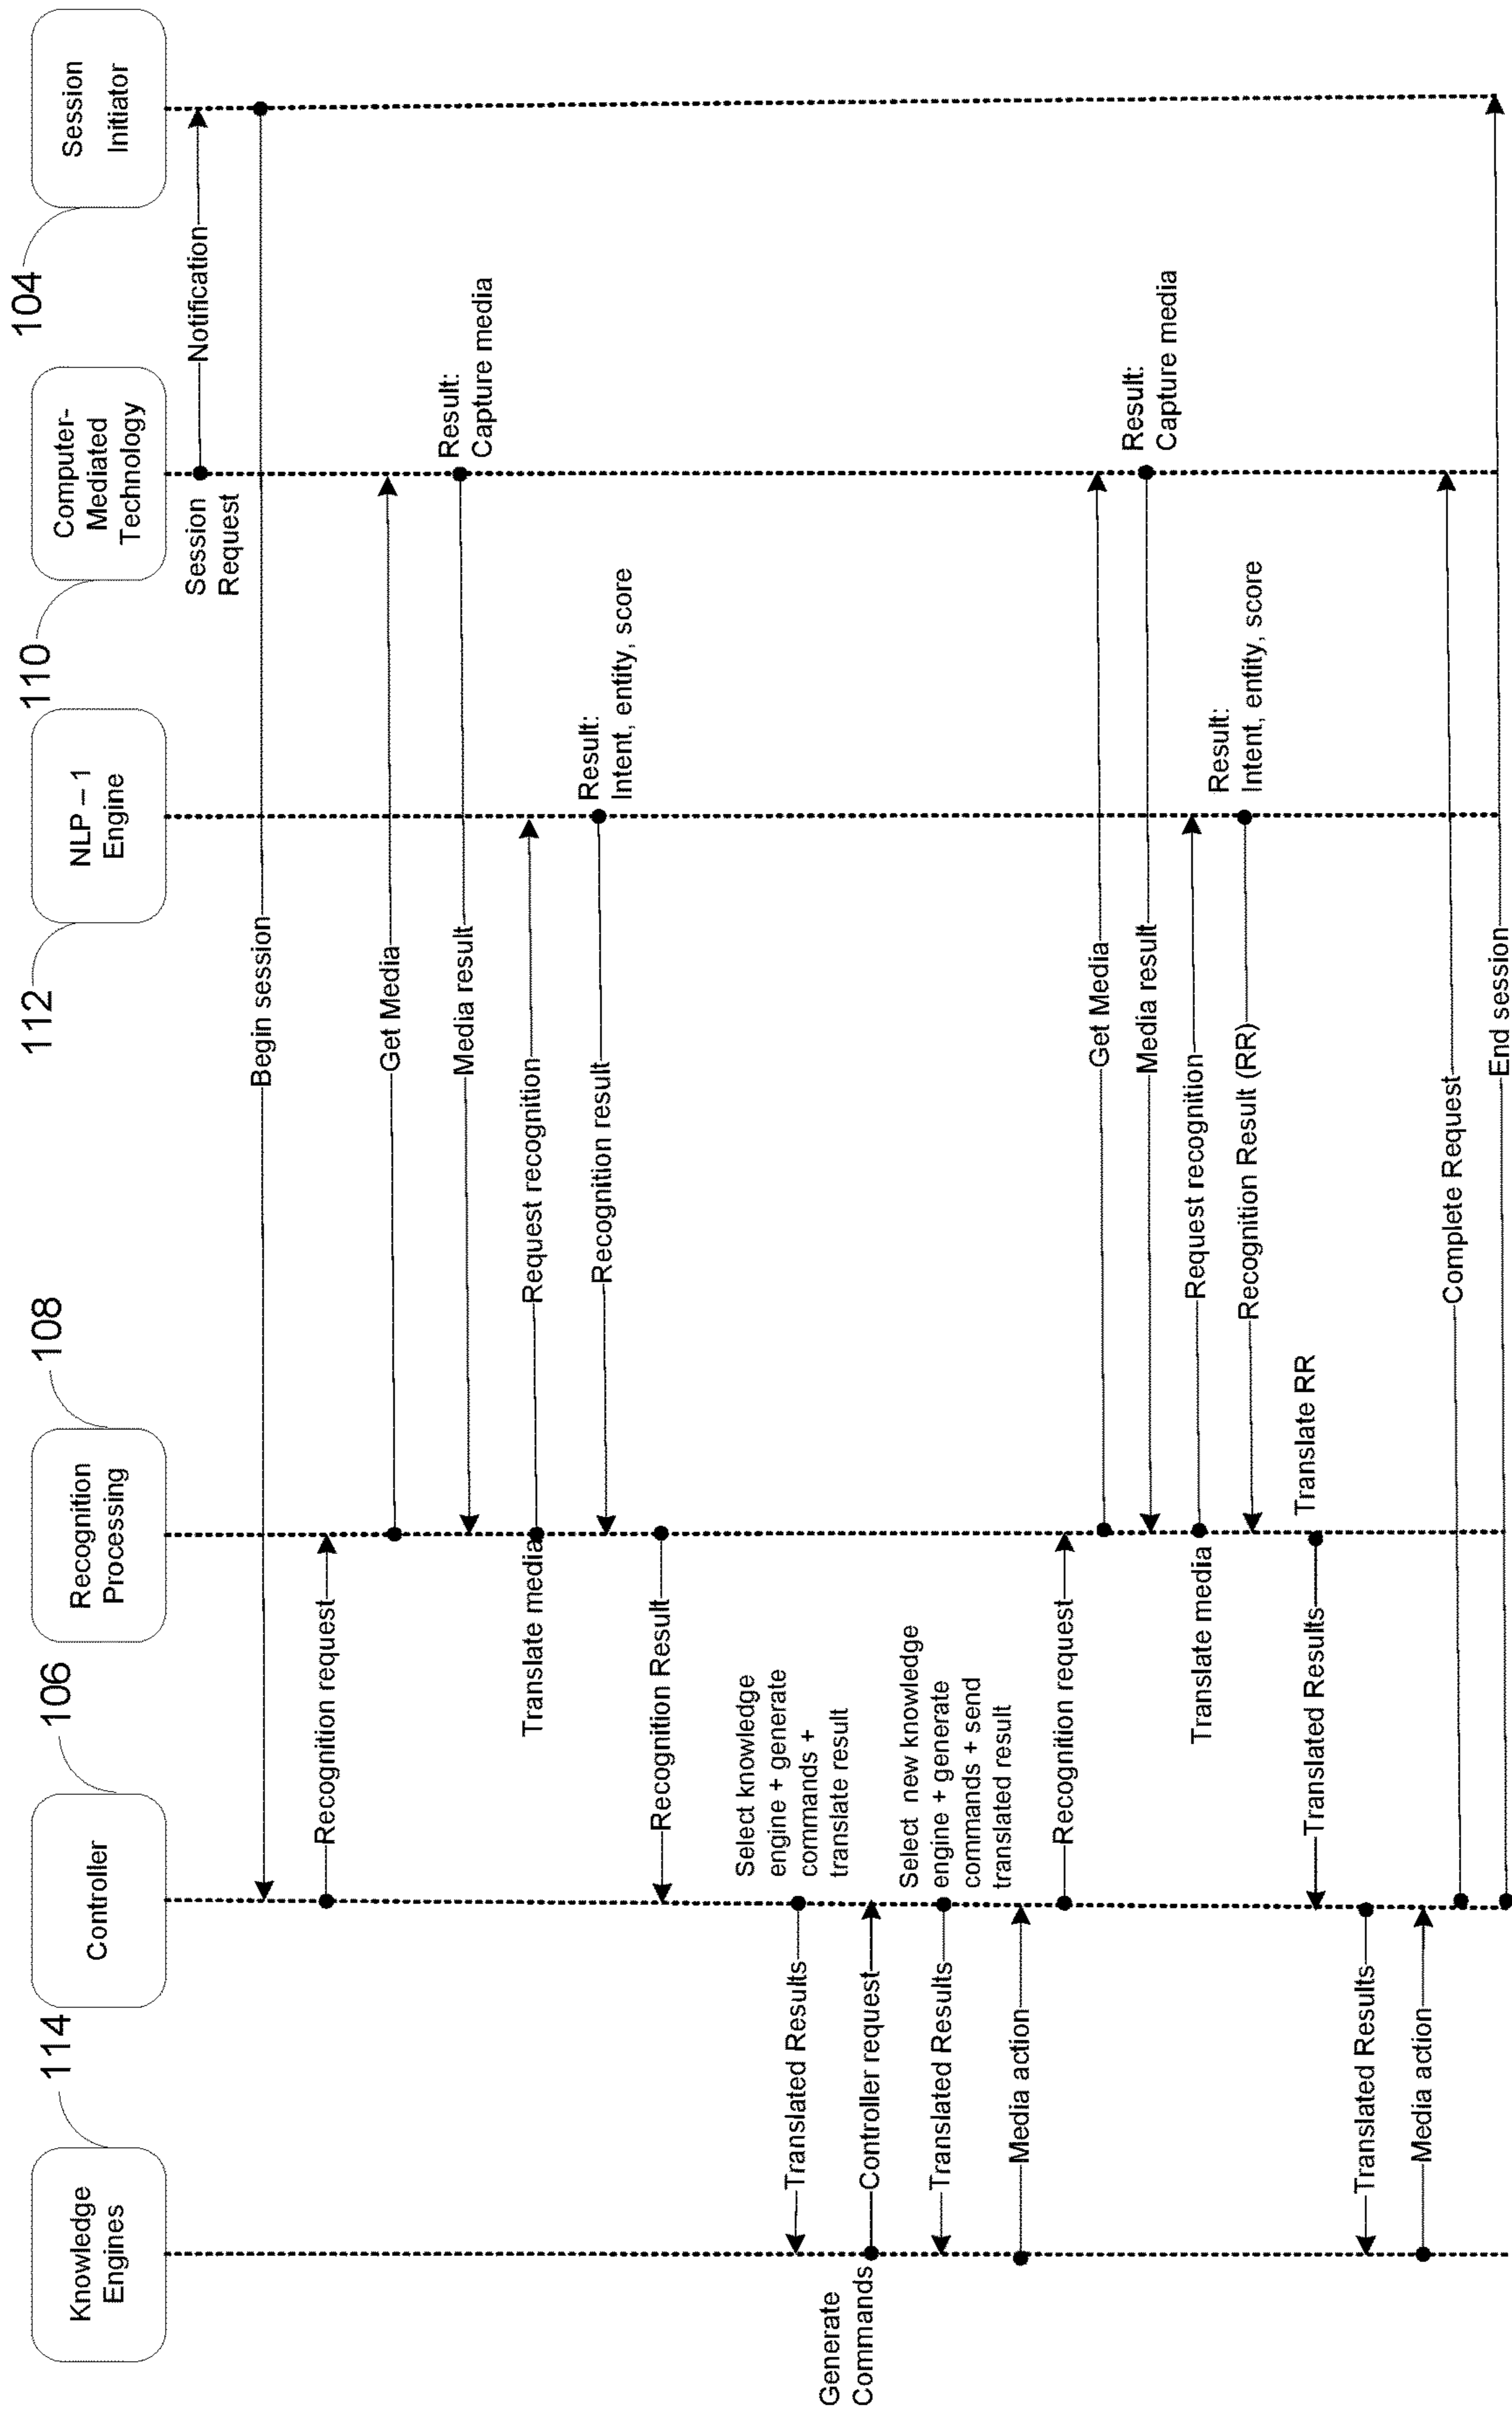 Knowledge
Engines
114
Controller
106
Recognition
Processing
108
NLP – 1
Engine
112
Computer-
Mediated
Technology
110
Session
Initiator
104
Session
Request
Notification
Begin session
Recognition request
Get Media
Result:
Capture media
Media result
Translate media
Request recognition
Result:
Intent, entity, score
Recognition result
Recognition Result
Select knowledge
engine + generate
commands +
translate result
Translated Results
Generate
Commands
Controller request
Select new knowledge
engine + generate
commands + send
translated result
Translated Results
Media action
Recognition request
Get Media
Result:
Capture media
Media result
Translate media
Request recognition
Result:
Intent, entity, score
Recognition Result (RR)
Translate RR
Translated Results
Translated Results
Media action
Complete Request
End session